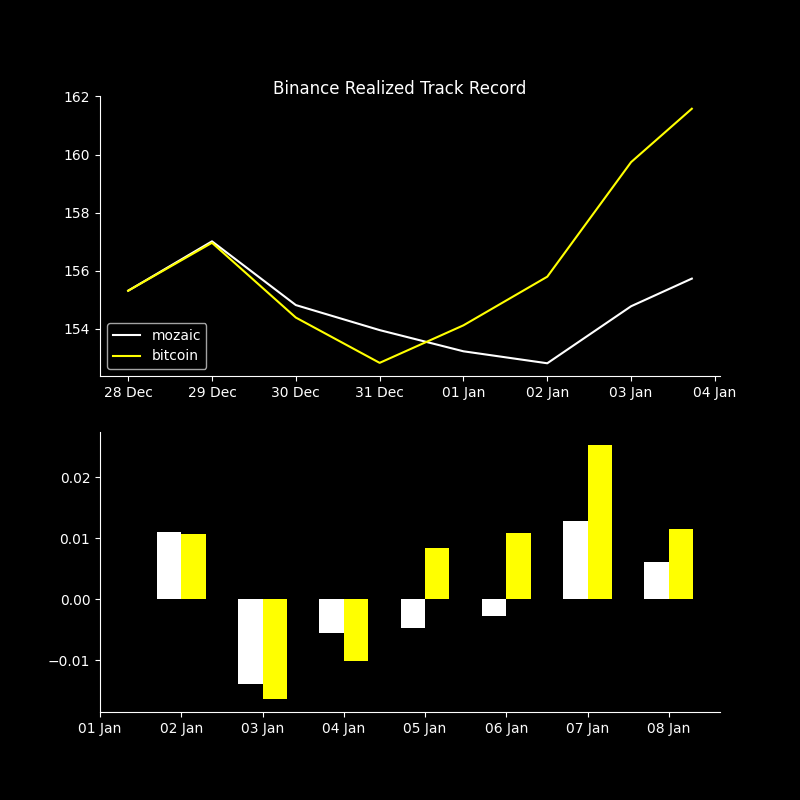 Binance Realized Track Record
162
160
158
156
154
mozaic
bitcoin
28 Dec 29 Dec 30 Dec 31 Dec 01 Jan 02 Jan 03 Jan 04 Jan
0.02
0.01
0.00
−0.01
01 Jan 02 Jan 03 Jan 04 Jan 05 Jan 06 Jan 07 Jan 08 Jan